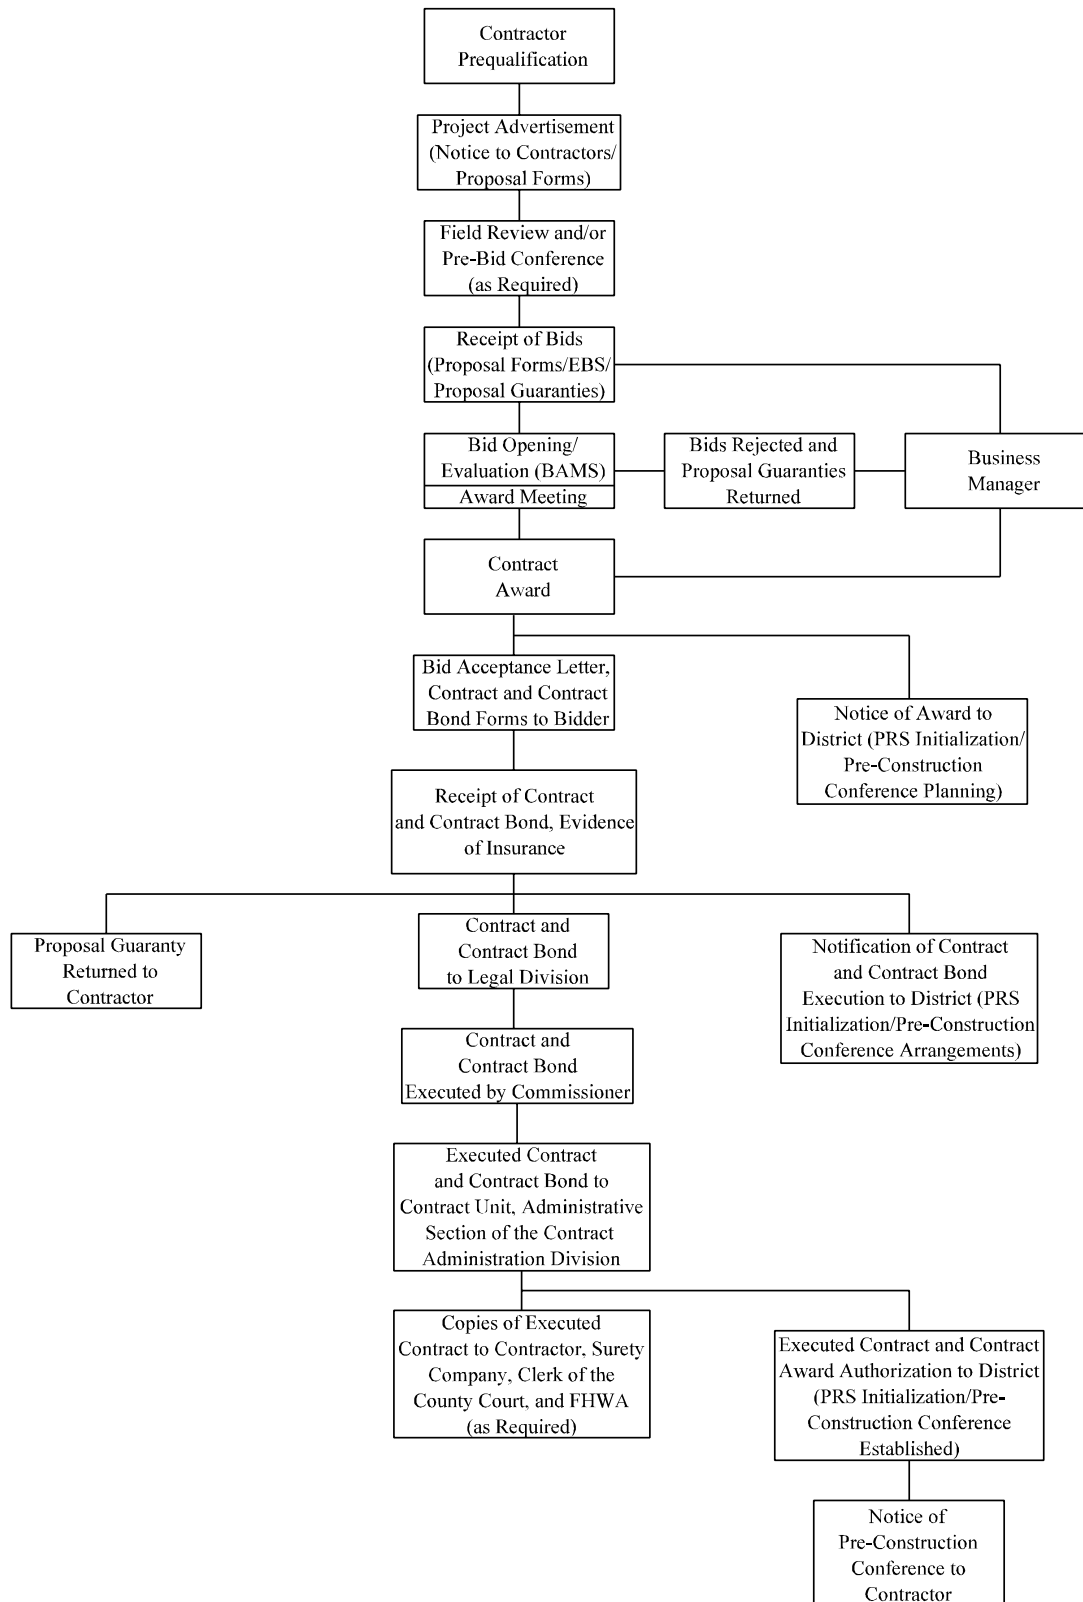 Contractor
Prequalification
Project Advertisement
(Notice to Contractors/
Proposal Forms)
Field Review and/or
Pre-Bid Conference
(as Required)
Receipt of Bids
(Proposal Forms/EBS/
Proposal Guaranties)
Bid Opening/
Evaluation (BAMS)
Award Meeting
Bids Rejected and
Proposal Guaranties
Returned
Business
Manager
Contract
Award
Bid Acceptance Letter,
Contract and Contract
Bond Forms to Bidder
Notice of Award to
District (PRS Initialization/
Pre-Construction
Conference Planning)
Receipt of Contract
and Contract Bond, Evidence
of Insurance
Proposal Guaranty
Returned to
Contractor
Contract and
Contract Bond
to Legal Division
Notification of Contract
and Contract Bond
Execution to District (PRS
Initialization/Pre-Construction
Conference Arrangements)
Contract and
Contract Bond
Executed by Commissioner
Executed Contract
and Contract Bond to
Contract Unit, Administrative
Section of the Contract
Administration Division
Copies of Executed
Contract to Contractor, Surety
Company, Clerk of the
County Court, and FHWA
(as Required)
Executed Contract and Contract
Award Authorization to District
(PRS Initialization/Pre-
Construction Conference
Established)
Notice of
Pre-Construction
Conference to
Contractor